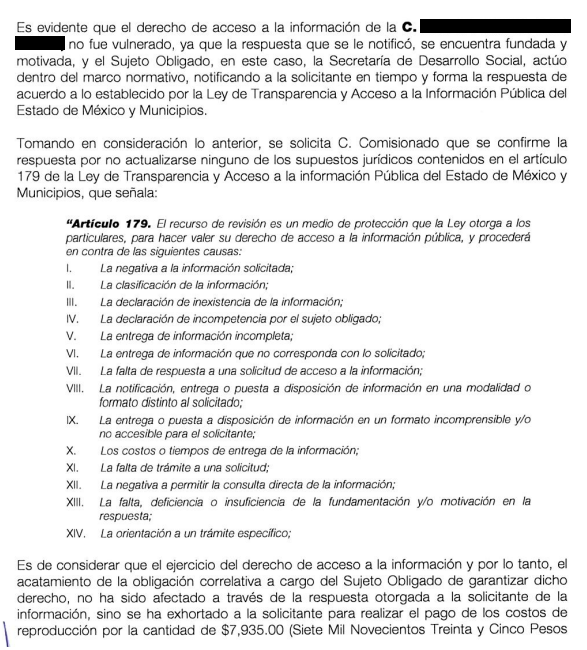 Es evidente que el derecho de acceso a la información de la C.
no fue vulnerado, ya que la respuesta que se le notificó, se encuentra fundada y
motivada, y el Sujeto Obligado, en este caso, la Secretaría de Desarrollo Social, actúo
dentro del marco normativo, notificando a la solicitante en tiempo y forma la respuesta de
acuerdo a lo establecido por la Ley de Transparencia y Acceso a la Información Pública del
Estado de México y Municipios.
Tomando en consideración lo anterior, se solicita C. Comisionado que se confirme la
respuesta por no actualizarse ninguno de los supuestos jurídicos contenidos en el artículo
179 de la Ley de Transparencia y Acceso a la información Pública del Estado de México y
Municipios, que señala:
"Artículo 179. El recurso de revisión es un medio de protección que la Ley otorga a los
particulares, para hacer valer su derecho de acceso a la información pública, y procederá
en contra de las siguientes causas:
I. La negativa a la información solicitada;
II. La clasificación de la información;
III. La declaración de inexistencia de la información;
IV. La declaración de incompetencia por el sujeto obligado;
V. La entrega de información incompleta;
VI. La entrega de información que no corresponda con lo solicitado;
VII. La falta de respuesta a una solicitud de acceso a la información;
VIII. La notificación, entrega o puesta a disposición de información en una modalidad o
formato distinto al solicitado;
IX. La entrega o puesta a disposición de información en un formato incomprensible y/o
no accesible para el solicitante;
X. Los costos o tiempos de entrega de la información;
XI. La falta de trámite a una solicitud;
XII. La negativa a permitir la consulta directa de la información;
XIII. La falta, deficiencia o insuficiencia de la fundamentación y/o motivación en la
respuesta;
XIV. La orientación a un trámite específico;
Es de considerar que el ejercicio del derecho de acceso a la información y por lo tanto, el
acatamiento de la obligación correlativa a cargo del Sujeto Obligado de garantizar dicho
derecho, no ha sido afectado a través de la respuesta otorgada a la solicitante de la
información, sino se ha exhortado a la solicitante para realizar el pago de los costos de
reproducción por la cantidad de $7,935.00 (Siete Mil Novecientos Treinta y Cinco Pesos